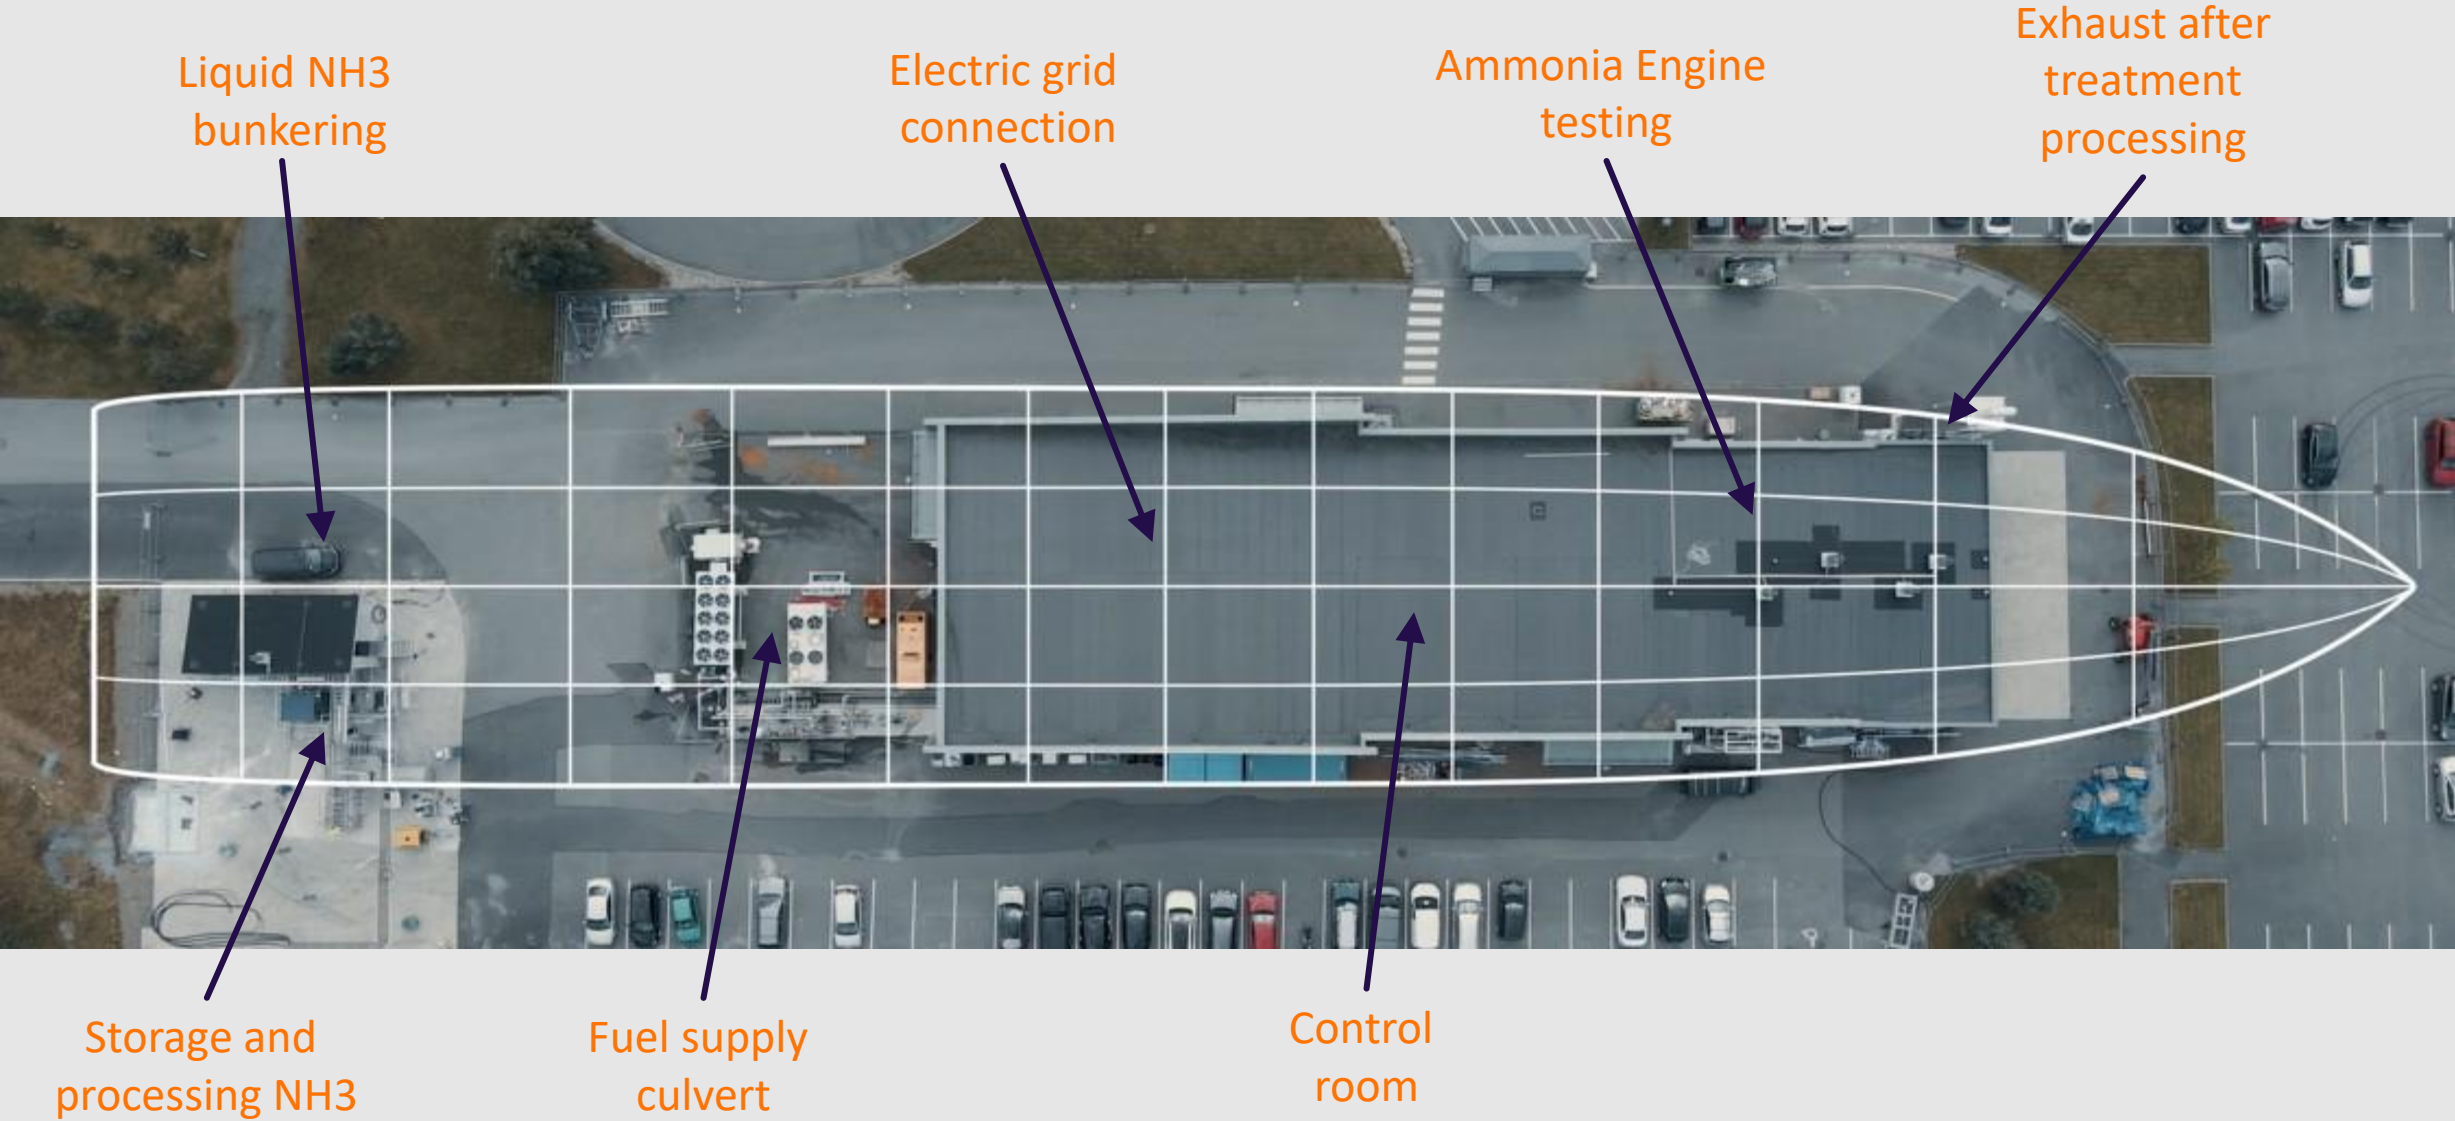 Liquid NH3
bunkering
Electric grid
connection
Ammonia Engine
testing
Exhaust after
treatment
processing
Storage and
processing NH3
Fuel supply
culvert
Control
room